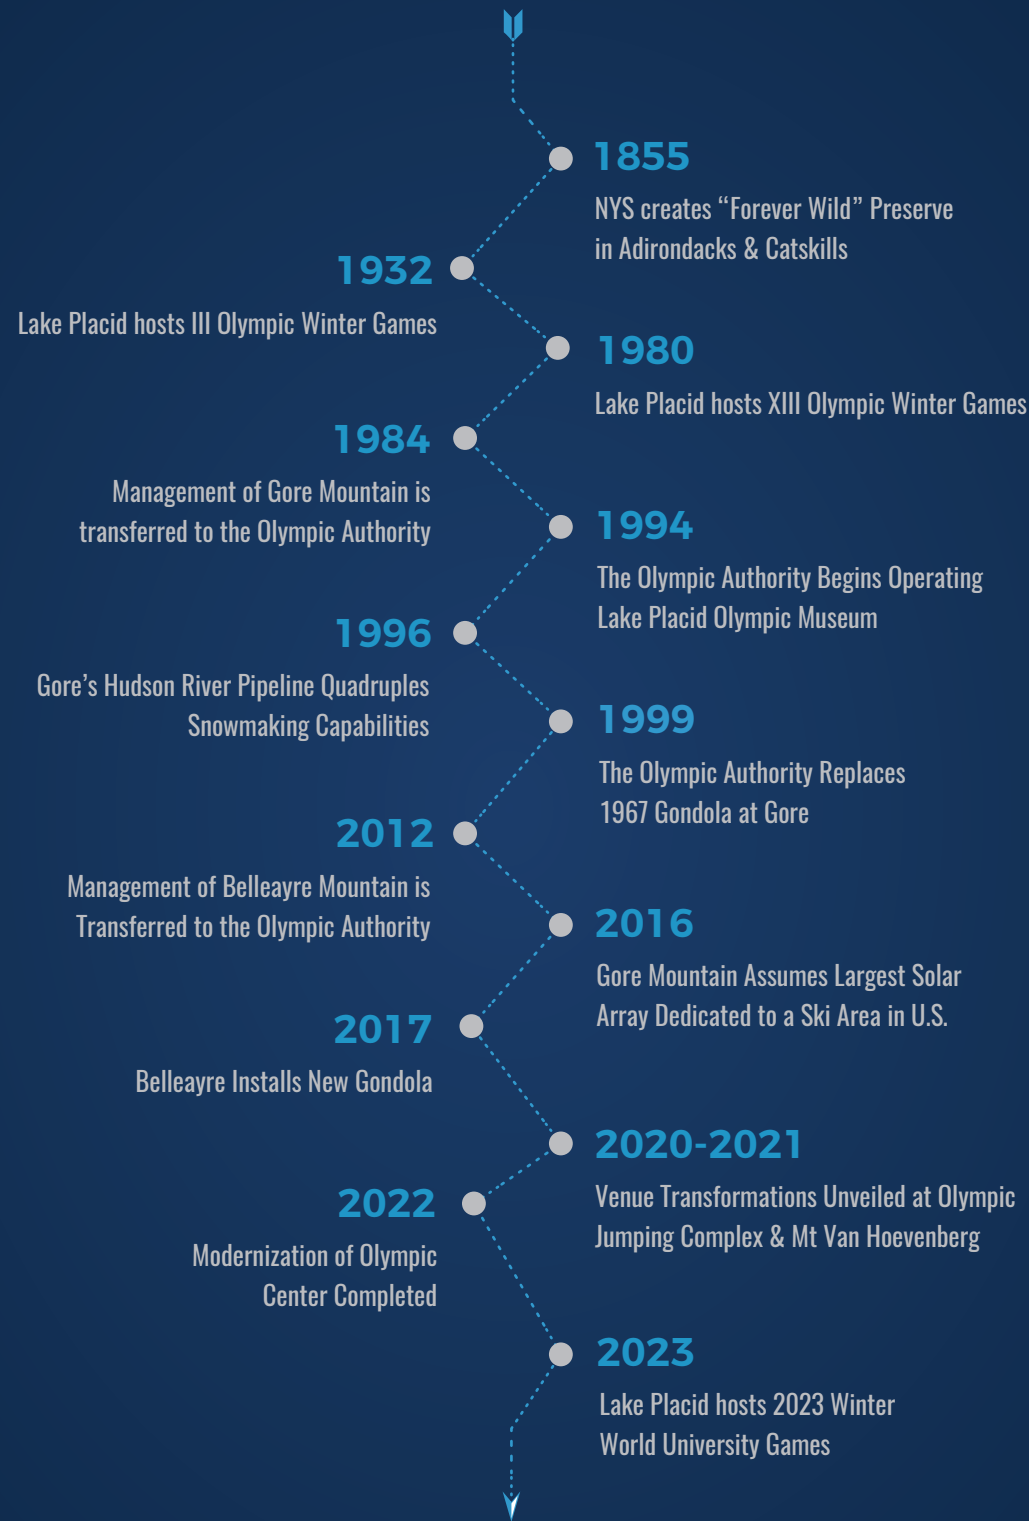 1855
NYS creates “Forever Wild” Preserve
in Adirondacks & Catskills
1932
Lake Placid hosts III Olympic Winter Games
1980
Lake Placid hosts XIII Olympic Winter Games
1984
Management of Gore Mountain is
transferred to the Olympic Authority
1994
The Olympic Authority Begins Operating
Lake Placid Olympic Museum
1996
Gore’s Hudson River Pipeline Quadruples
Snowmaking Capabilities
1999
The Olympic Authority Replaces
1967 Gondola at Gore
2012
Management of Belleayre Mountain is
Transferred to the Olympic Authority
2016
Gore Mountain Assumes Largest Solar
Array Dedicated to a Ski Area in U.S.
2017
Belleayre Installs New Gondola
2020-2021
Venue Transformations Unveiled at Olympic
Jumping Complex & Mt Van Hoevenberg
2022
Modernization of Olympic
Center Completed
2023
Lake Placid hosts 2023 Winter
World University Games